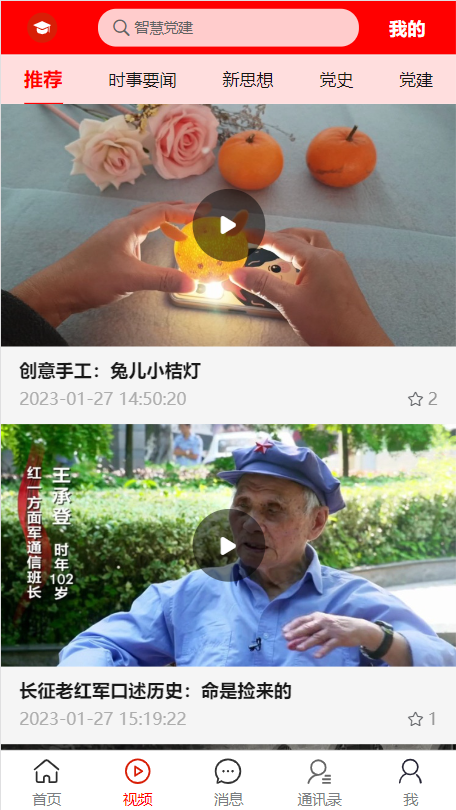 智慧党建
我的
推荐 时事要闻 新思想 党史 党建
创意手工：兔儿小桔灯
2023-01-27 14:50:20 2
王承登 时年102岁
红一方面军通信班长
长征老红军口述历史：命是捡来的
2023-01-27 15:19:22 1
首页 视频 消息 通讯录 我